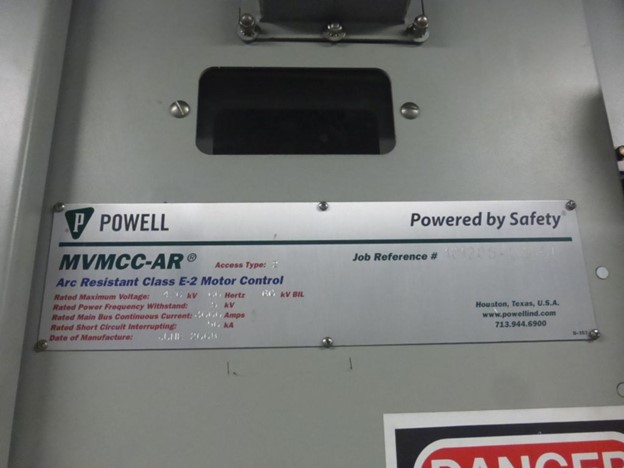 POWELL
Powered by Safety®
MVMCC-AR® Access Type:
Job Reference #
Arc Resistant Class E-2 Motor Control
Rated Maximum Voltage: Hertz kV BIL
Rated Power Frequency Withstand: kV
Rated Main Bus Continuous Current: Amps
Rated Short Circuit Interrupting: kA
Date of Manufacture:
Houston, Texas, U.S.A.
www.powellind.com
713.944.6900
DANGER